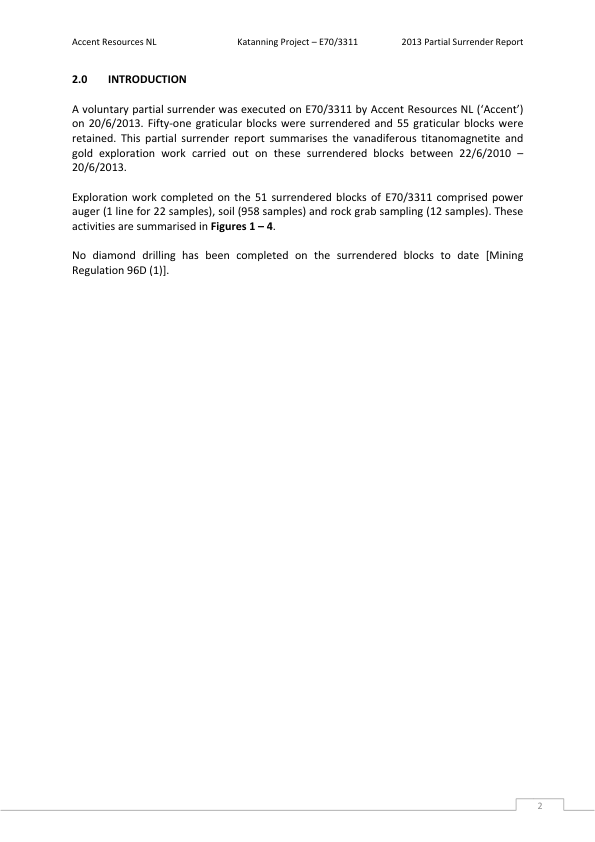 Accent Resources NL Katanning Project – E70/3311 2013 Partial Surrender Report
2.0 INTRODUCTION
A voluntary partial surrender was executed on E70/3311 by Accent Resources NL (‘Accent’)
on 20/6/2013. Fifty-one graticular blocks were surrendered and 55 graticular blocks were
retained. This partial surrender report summarises the vanadiferous titanomagnetite and
gold exploration work carried out on these surrendered blocks between 22/6/2010 –
20/6/2013.
Exploration work completed on the 51 surrendered blocks of E70/3311 comprised power
auger (1 line for 22 samples), soil (958 samples) and rock grab sampling (12 samples). These
activities are summarised in Figures 1 – 4.
No diamond drilling has been completed on the surrendered blocks to date [Mining
Regulation 96D (1)].
2